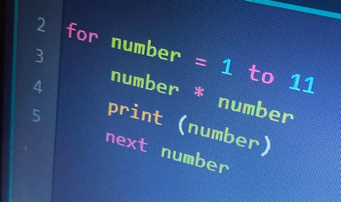 2 for number = 1 to 11
3 number * number
4 print (number)
5 next number